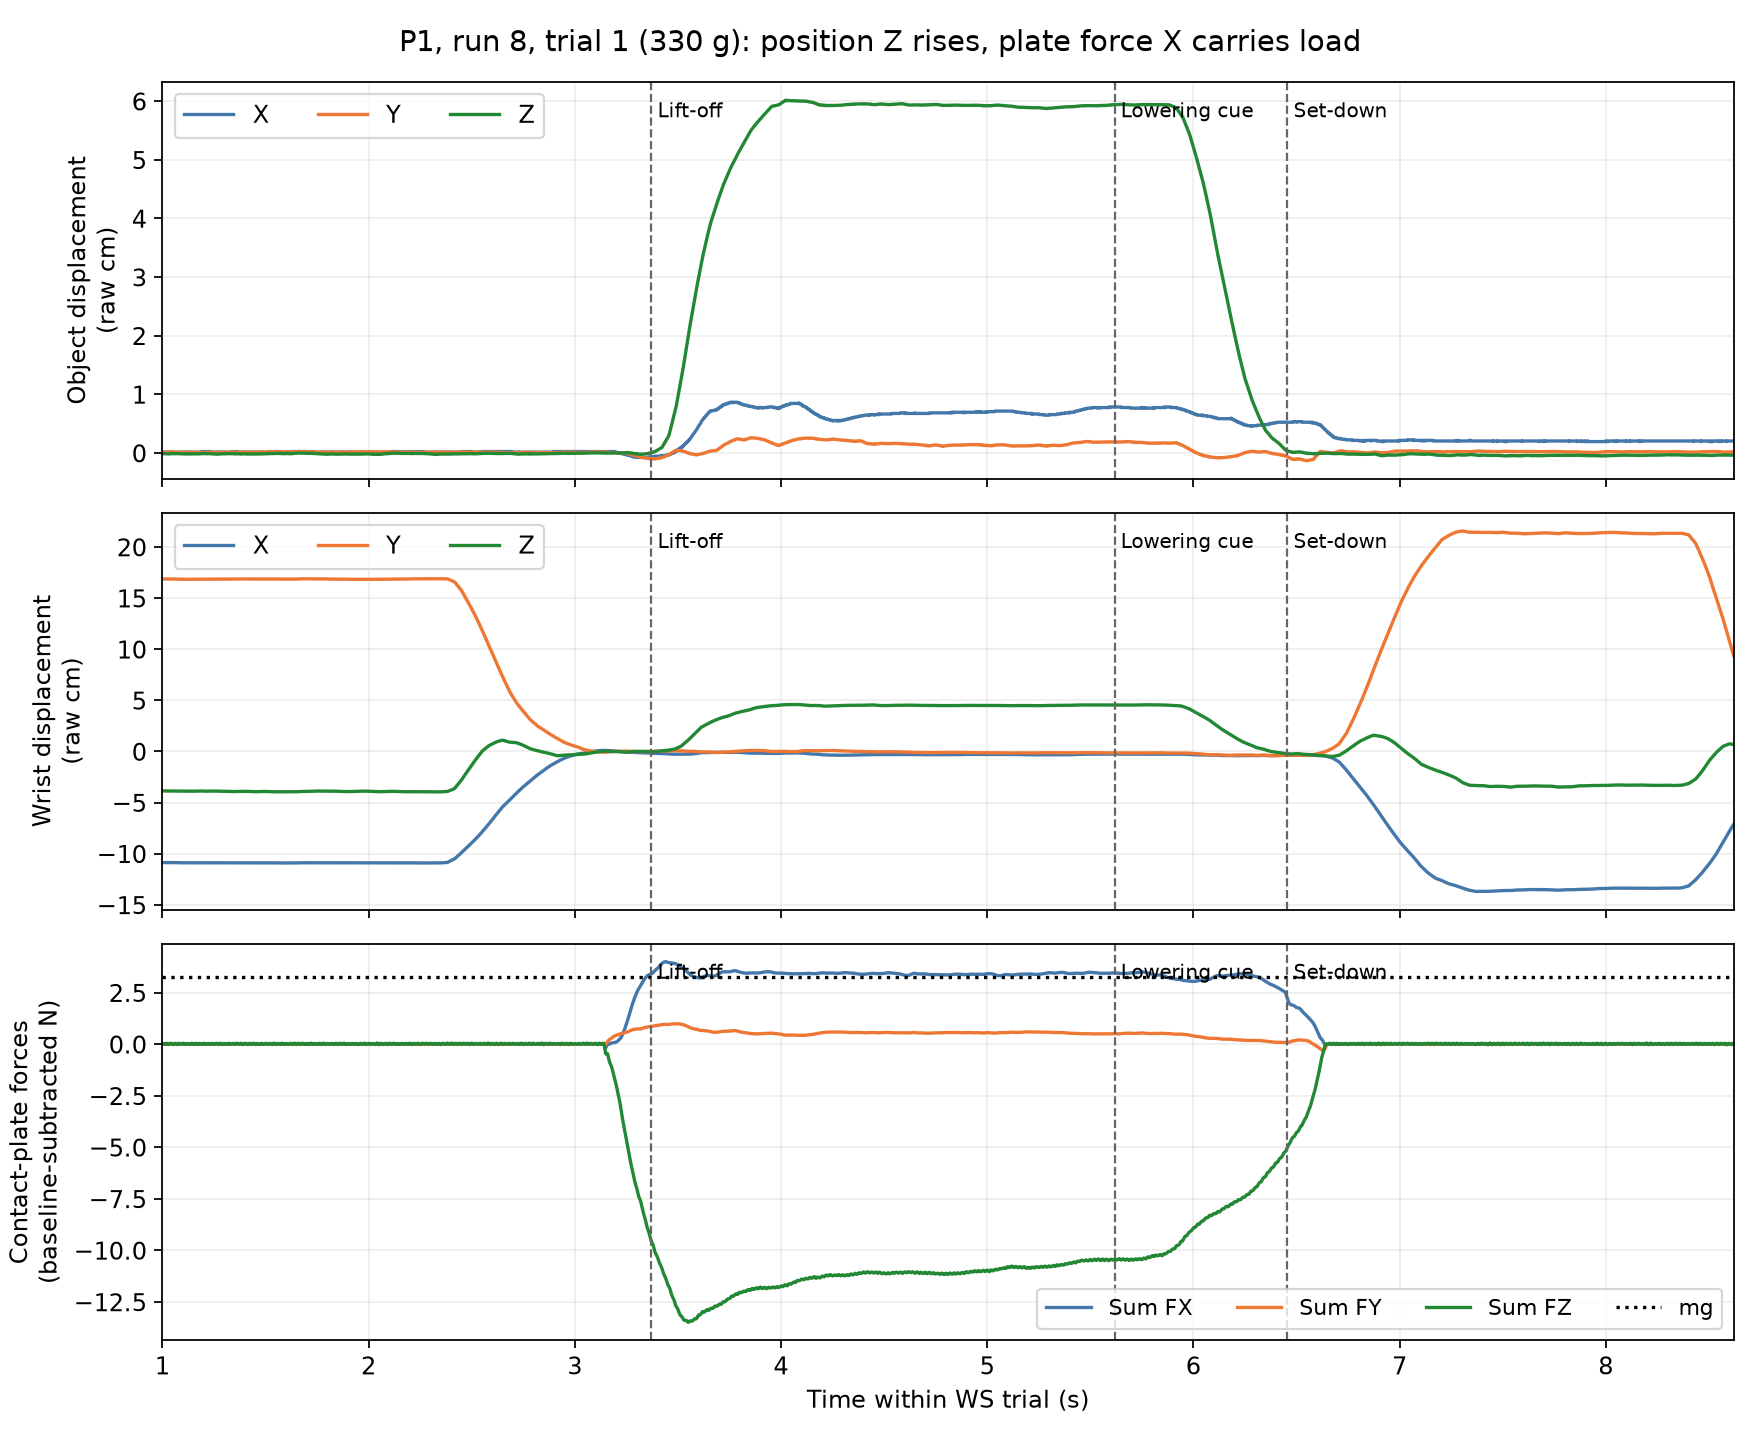 P1, run 8, trial 1 (330 g): position Z rises, plate force X carries load
Object displacement
(raw cm)
6
5
4
3
2
1
0
X Y Z
Lift-off
Lowering cue
Set-down
Wrist displacement
(raw cm)
20
15
10
5
0
−5
−10
−15
X Y Z
Lift-off
Lowering cue
Set-down
Contact-plate forces
(baseline-subtracted N)
2.5
0.0
−2.5
−5.0
−7.5
−10.0
−12.5
Lift-off
Lowering cue
Set-down
Sum FX Sum FY Sum FZ mg
1 2 3 4 5 6 7 8
Time within WS trial (s)